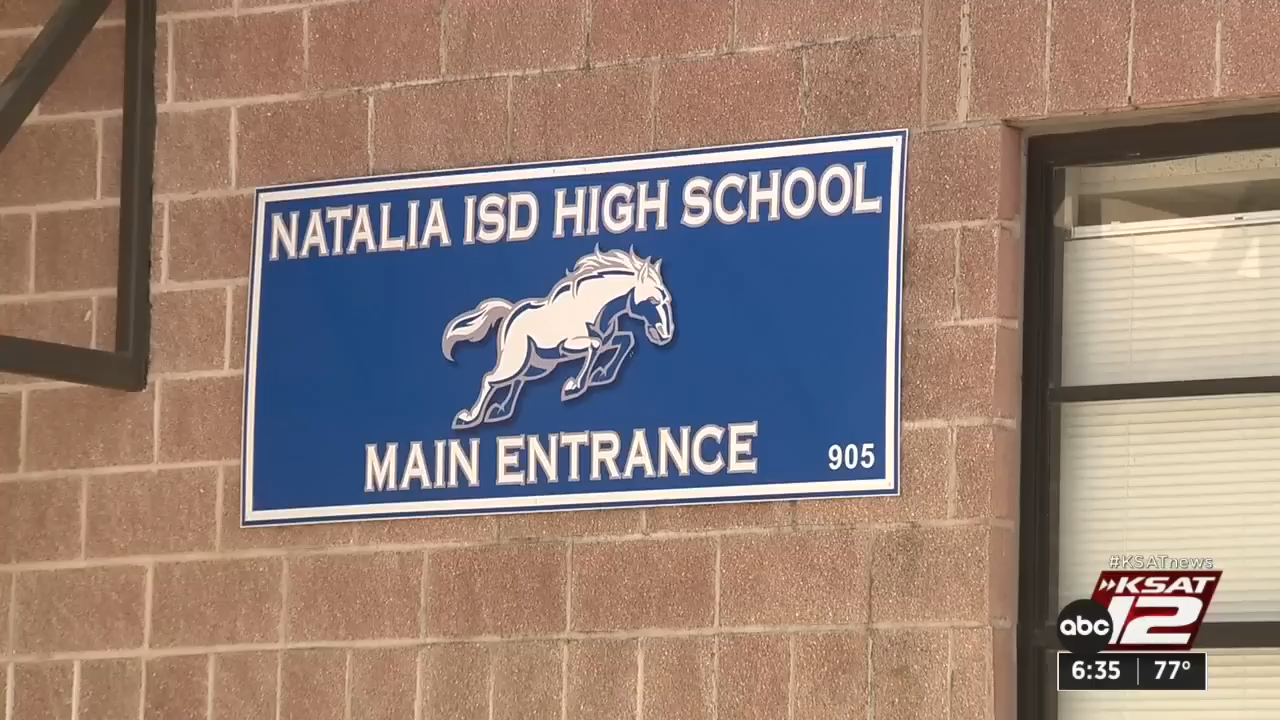 NATALIA ISD HIGH SCHOOL
MAIN ENTRANCE
905
#KSATnews
KSAT
abc 12
6:35 77°